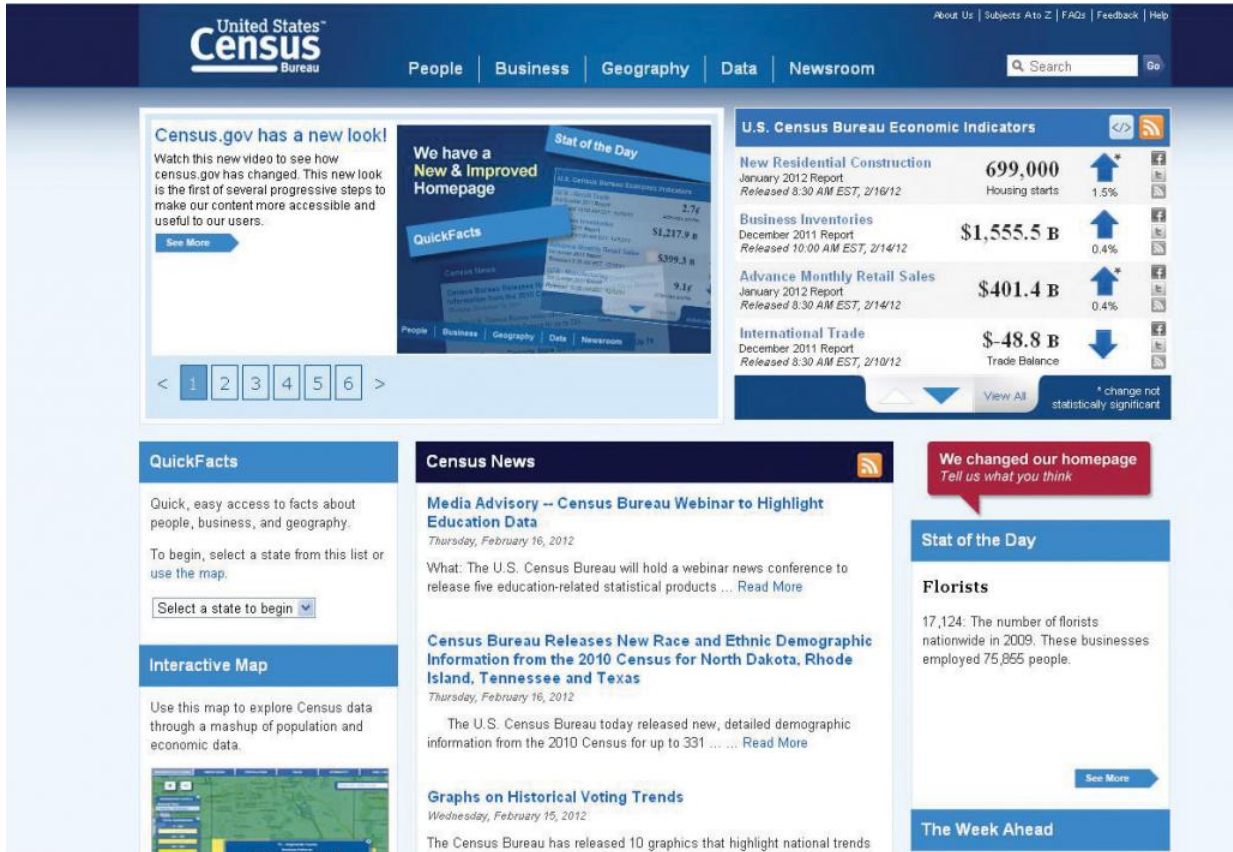 About Us | Subjects A to Z | FAQs | Feedback | Help
United States™
Census
Bureau
People | Business | Geography | Data | Newsroom
Search
Go
Census.gov has a new look!
Watch this new video to see how
census.gov has changed. This new look
is the first of several progressive steps to
make our content more accessible and
useful to our users.
See More
We have a
New & Improved
Homepage
Stat of the Day
QuickFacts
U.S. Census Bureau Economic Indicators
2.7¢
$1,217.9 B
$399.3 B
9.1¢
Census News
People | Business | Geography | Data | Newsroom
< 1 2 3 4 5 6 >
U.S. Census Bureau Economic Indicators
</>
New Residential Construction
January 2012 Report
Released 8:30 AM EST, 2/16/12
699,000
Housing starts
*
1.5%
Business Inventories
December 2011 Report
Released 10:00 AM EST, 2/14/12
$1,555.5 B
0.4%
Advance Monthly Retail Sales
January 2012 Report
Released 8:30 AM EST, 2/14/12
$401.4 B
*
0.4%
International Trade
December 2011 Report
Released 8:30 AM EST, 2/10/12
$-48.8 B
Trade Balance
View All
* change not
statistically significant
QuickFacts
Quick, easy access to facts about
people, business, and geography.
To begin, select a state from this list or
use the map.
Select a state to begin
Interactive Map
Use this map to explore Census data
through a mashup of population and
economic data.
Census News
Media Advisory -- Census Bureau Webinar to Highlight
Education Data
Thursday, February 16, 2012
What: The U.S. Census Bureau will hold a webinar news conference to
release five education-related statistical products ... Read More
Census Bureau Releases New Race and Ethnic Demographic
Information from the 2010 Census for North Dakota, Rhode
Island, Tennessee and Texas
Thursday, February 16, 2012
The U.S. Census Bureau today released new, detailed demographic
information from the 2010 Census for up to 331 ... ... Read More
Graphs on Historical Voting Trends
Wednesday, February 15, 2012
The Census Bureau has released 10 graphics that highlight national trends
We changed our homepage
Tell us what you think
Stat of the Day
Florists
17,124: The number of florists
nationwide in 2009. These businesses
employed 75,855 people.
See More
The Week Ahead